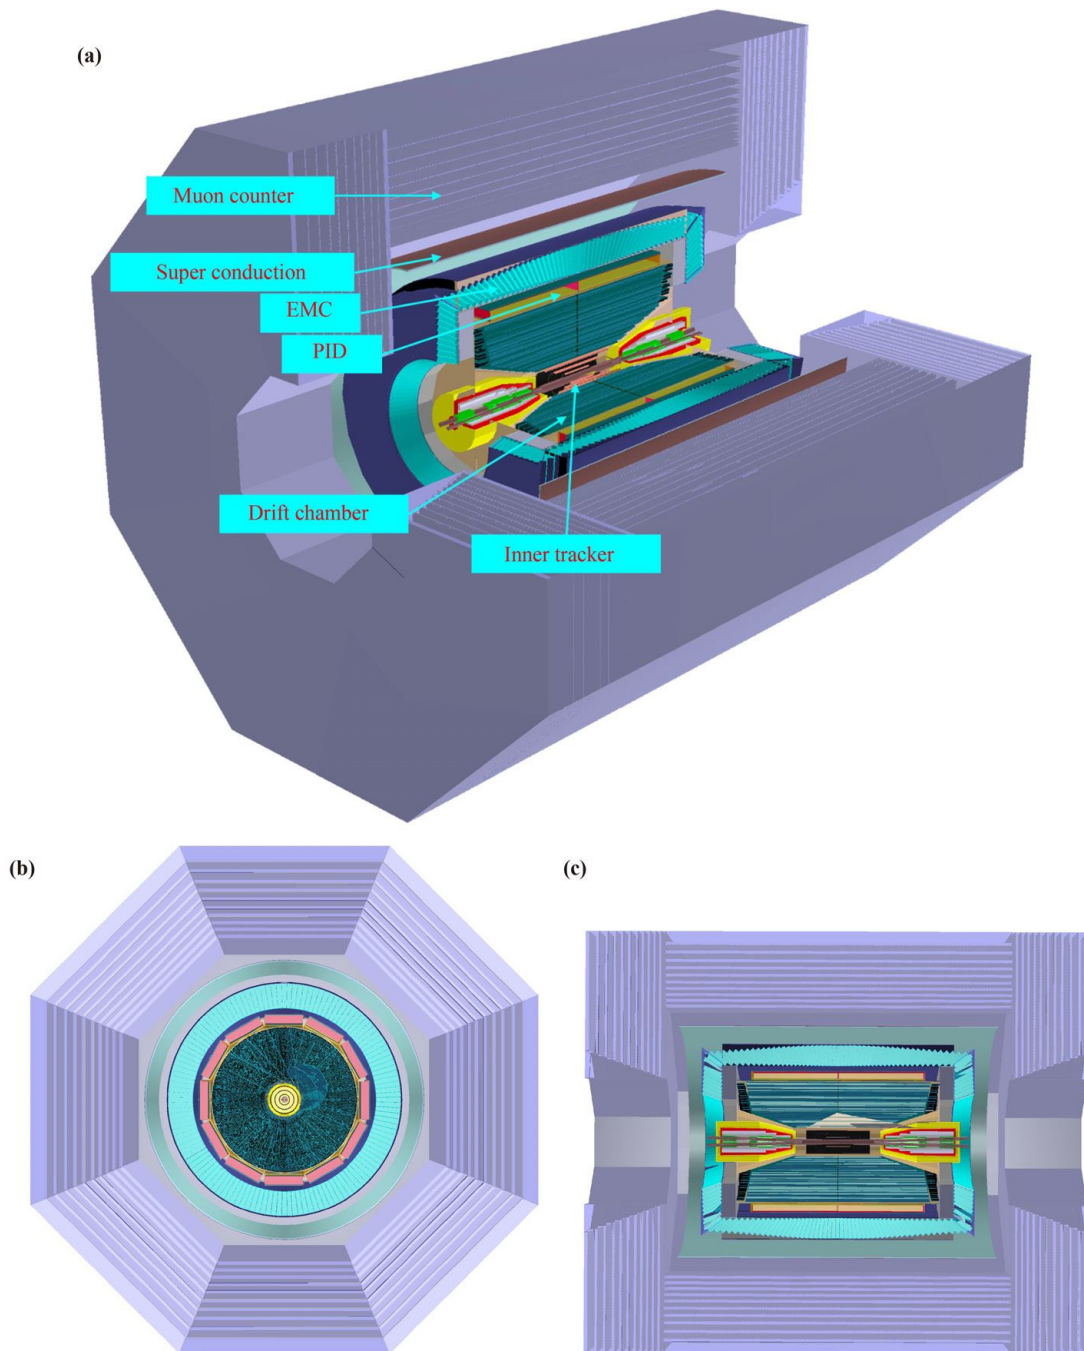 (a)
Muon counter
Super conduction
EMC
PID
Drift chamber
Inner tracker
(b)
(c)